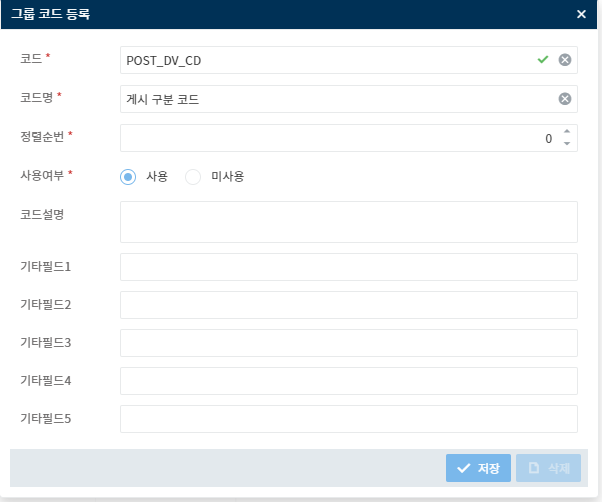 그룹 코드 등록
코드 *
POST_DV_CD
코드명 *
게시 구분 코드
정렬순번 *
0
사용여부 *
사용 미사용
코드설명
기타필드1
기타필드2
기타필드3
기타필드4
기타필드5
저장 삭제